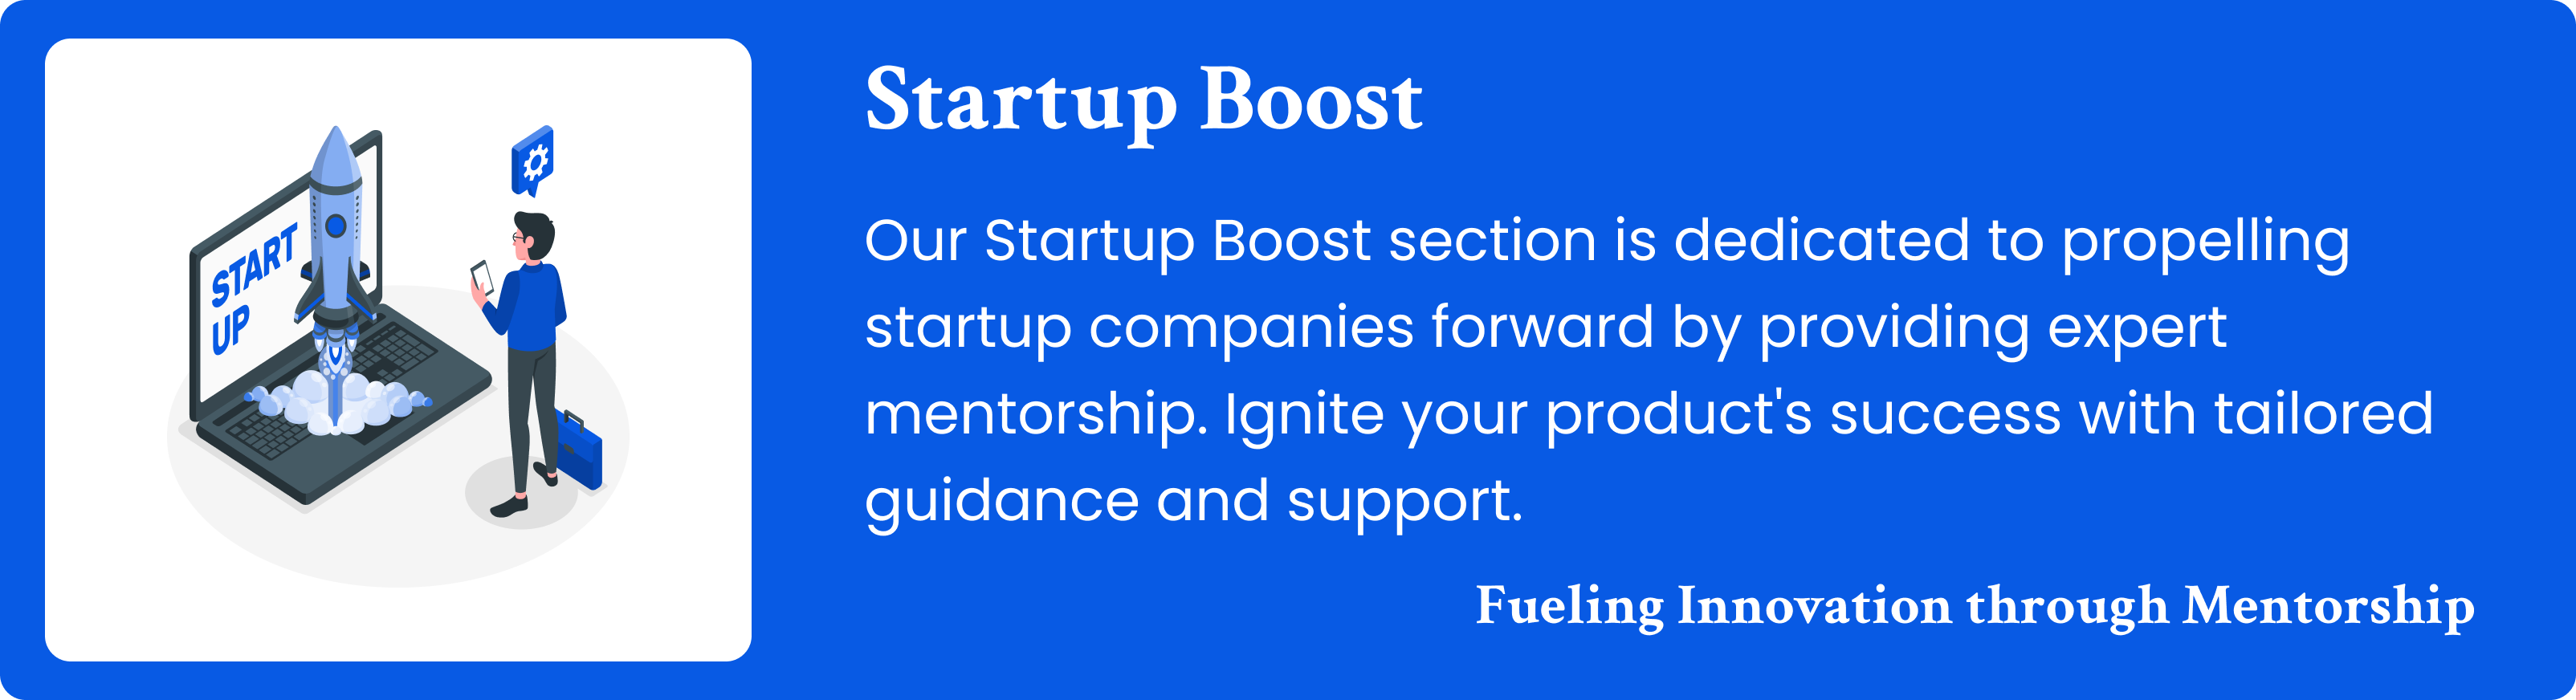 START
UP
Startup Boost
Our Startup Boost section is dedicated to propelling
startup companies forward by providing expert
mentorship. Ignite your product's success with tailored
guidance and support.
Fueling Innovation through Mentorship